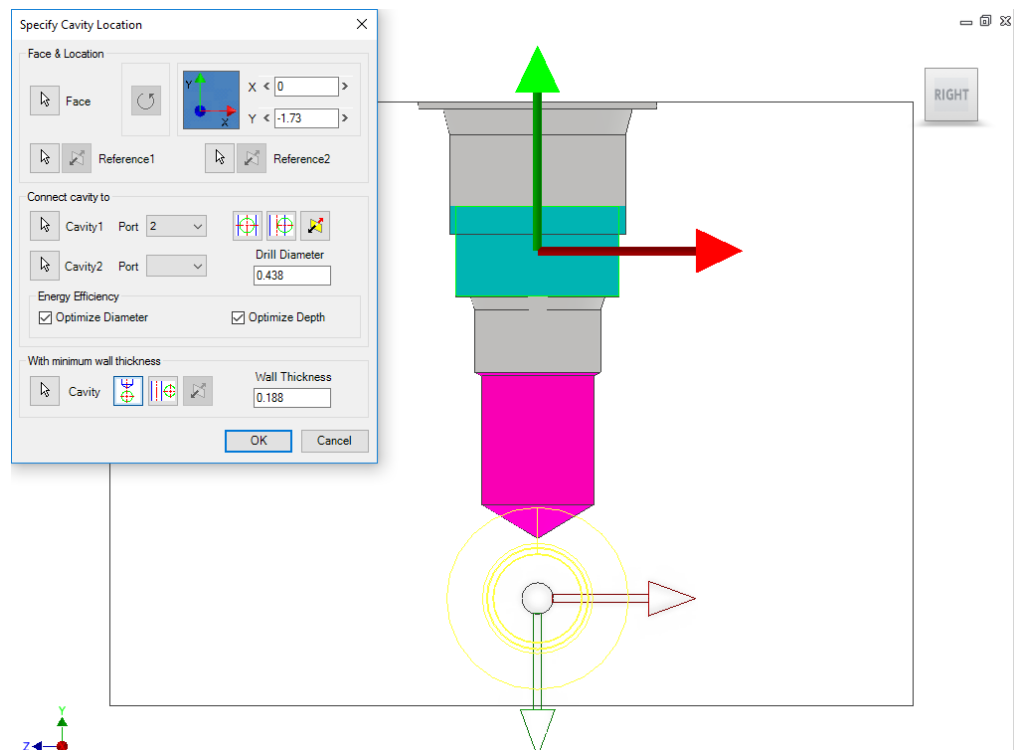 Specify Cavity Location
Face & Location
Face
Y
X
X < 0 >
Y < -1.73 >
Reference1
Reference2
Connect cavity to
Cavity1 Port 2
Cavity2 Port
Drill Diameter
0.438
Energy Efficiency
Optimize Diameter
Optimize Depth
With minimum wall thickness
Cavity
Wall Thickness
0.188
OK
Cancel
RIGHT
Y
Z